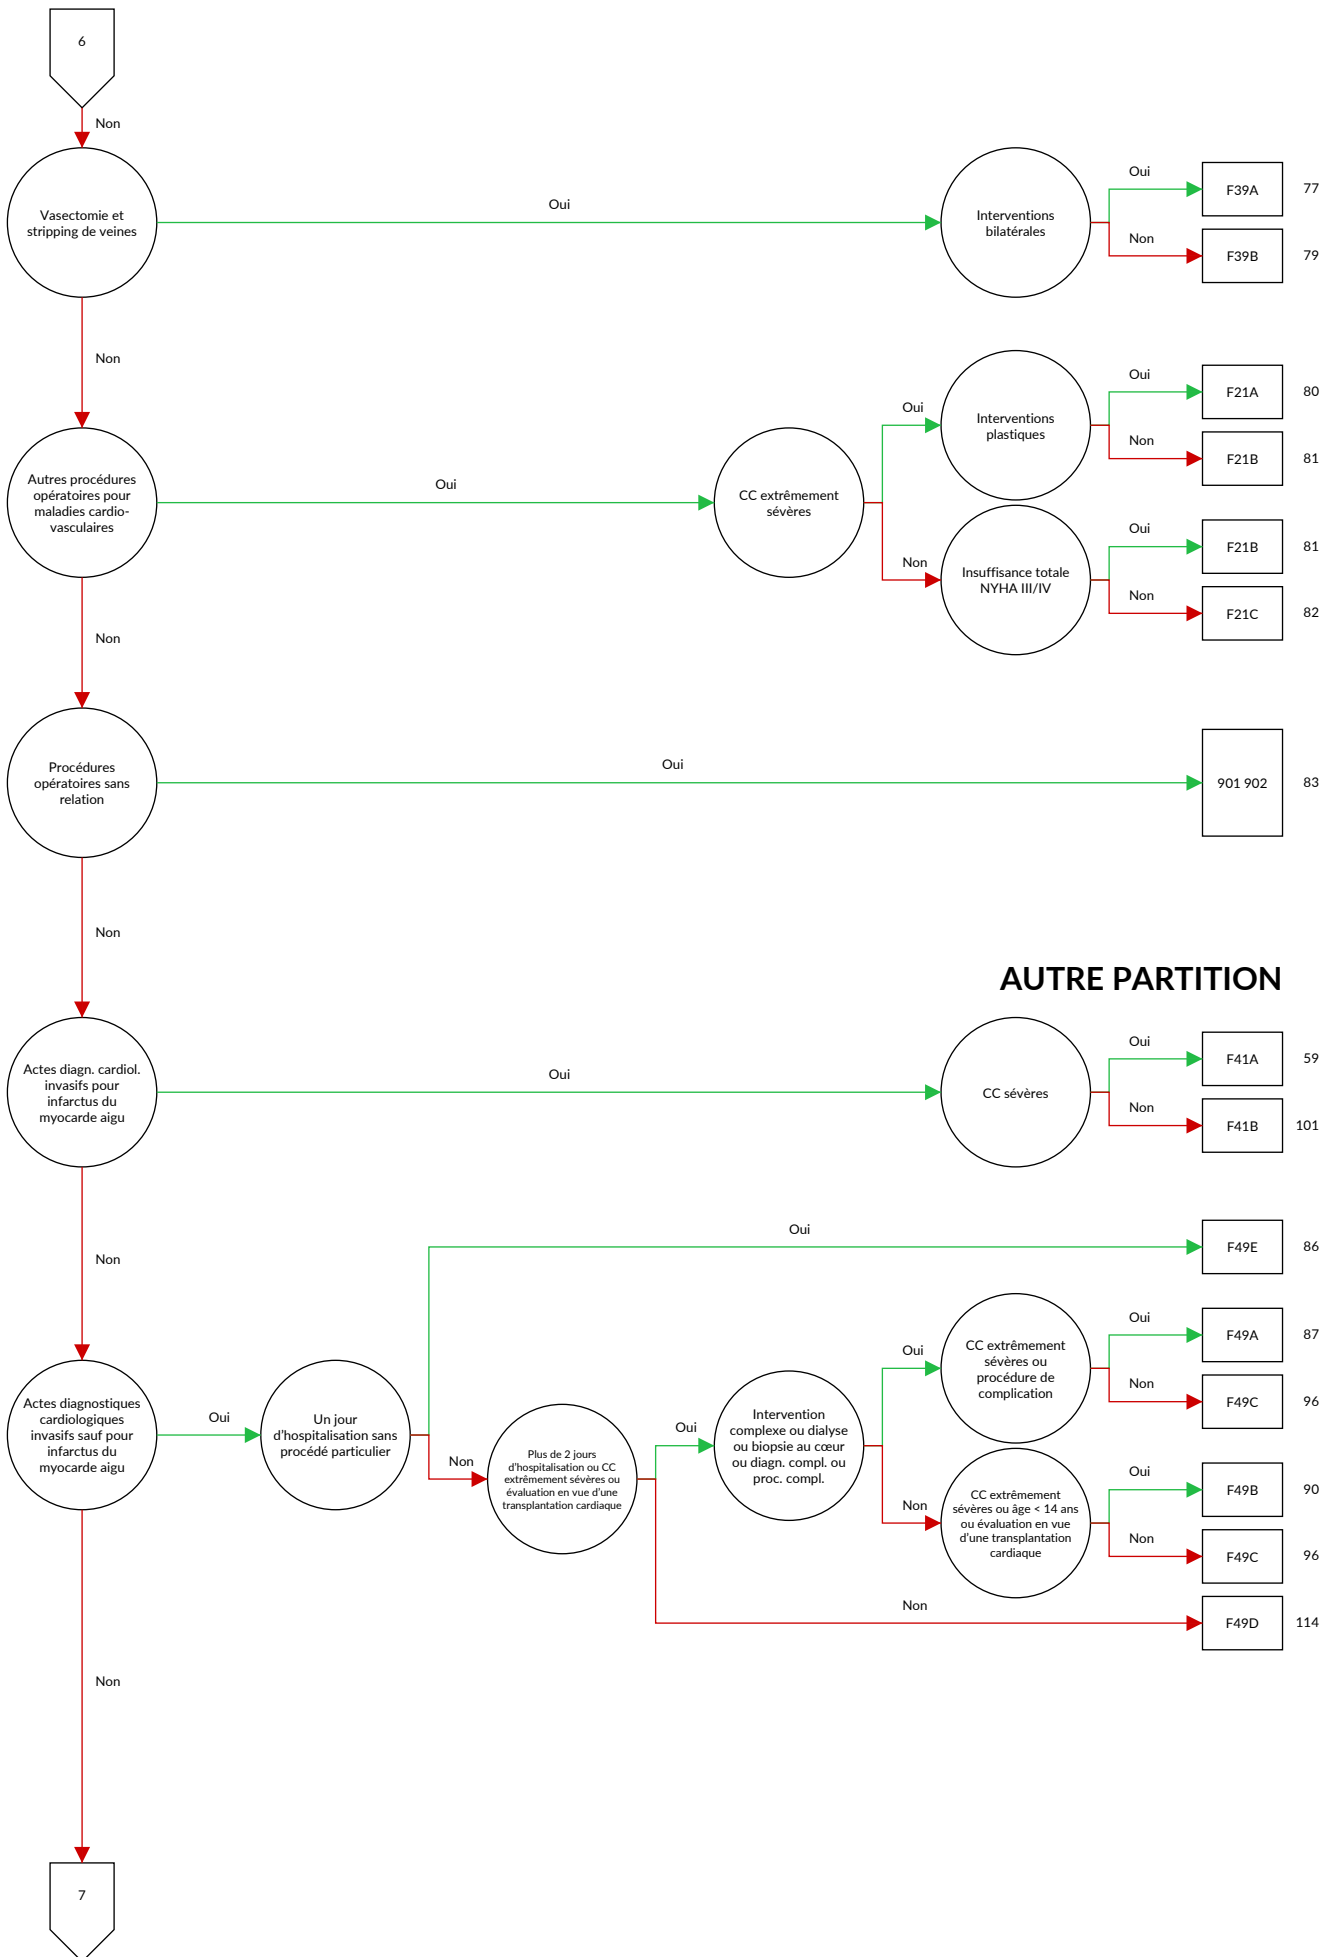 6
Non
Vasectomie et
stripping de veines
Oui
Interventions
bilatérales
Oui
F39A
77
Non
F39B
79
Non
Autres procédures
opératoires pour
maladies cardio-
vasculaires
Oui
CC extrêmement
sévères
Oui
Interventions
plastiques
Oui
F21A
80
Non
F21B
81
Non
Insuffisance totale
NYHA III/IV
Oui
F21B
81
Non
F21C
82
Non
Procédures
opératoires sans
relation
Oui
901 902
83
Non
AUTRE PARTITION
Actes diagn. cardiol.
invasifs pour
infarctus du
myocarde aigu
Oui
CC sévères
Oui
F41A
59
Non
F41B
101
Non
Actes diagnostiques
cardiologiques
invasifs sauf pour
infarctus du
myocarde aigu
Oui
Un jour
d'hospitalisation sans
procédé particulier
Oui
F49E
86
Non
Plus de 2 jours
d'hospitalisation ou CC
extrêmement sévères ou
évaluation en vue d'une
transplantation cardiaque
Oui
Intervention
complexe ou dialyse
ou biopsie au cœur
ou diagn. compl. ou
proc. compl.
Oui
CC extrêmement
sévères ou
procédure de
complication
Oui
F49A
87
Non
F49C
96
Non
CC extrêmement
sévères ou âge < 14 ans
ou évaluation en vue
d'une transplantation
cardiaque
Oui
F49B
90
Non
F49C
96
Non
F49D
114
Non
7